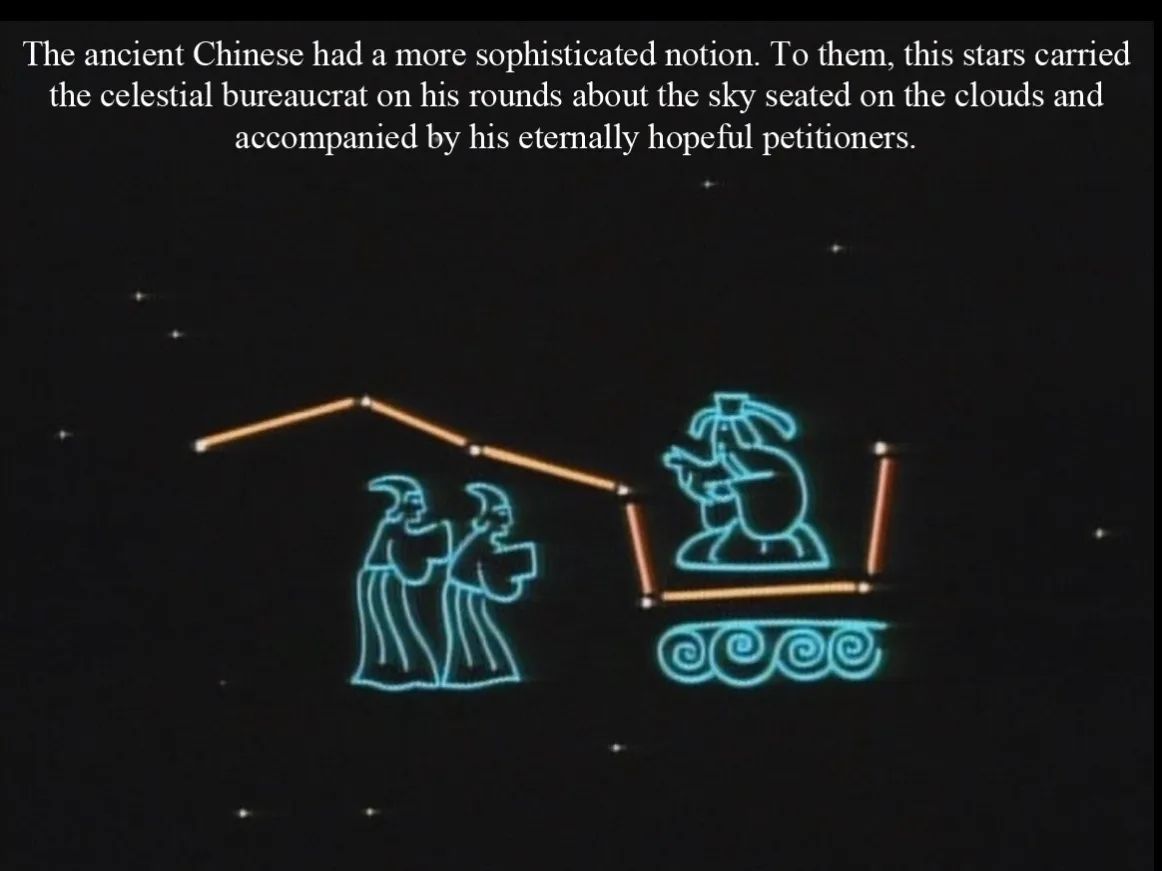 The ancient Chinese had a more sophisticated notion. To them, this stars carried
the celestial bureaucrat on his rounds about the sky seated on the clouds and
accompanied by his eternally hopeful petitioners.